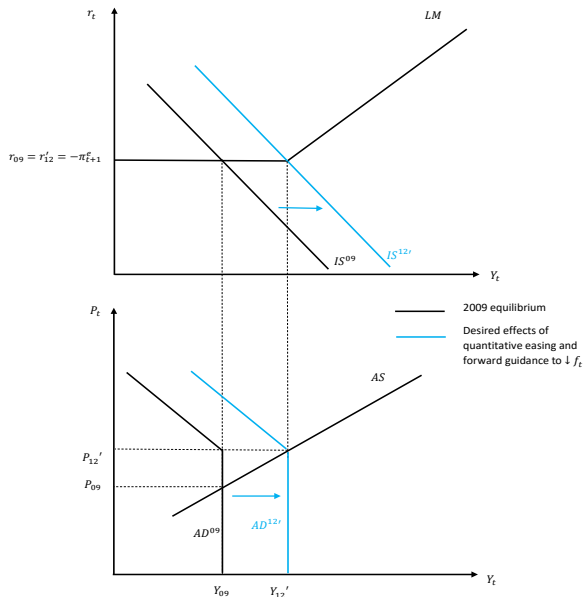 r_t
LM
r_09 = r'_12 = −π^e_{t+1}
IS^09
IS^12′
Y_t
P_t
2009 equilibrium
Desired effects of
quantitative easing and
forward guidance to ↓ f_t
AS
P_12′
P_09
AD^09
AD^12′
Y_09
Y_12′
Y_t